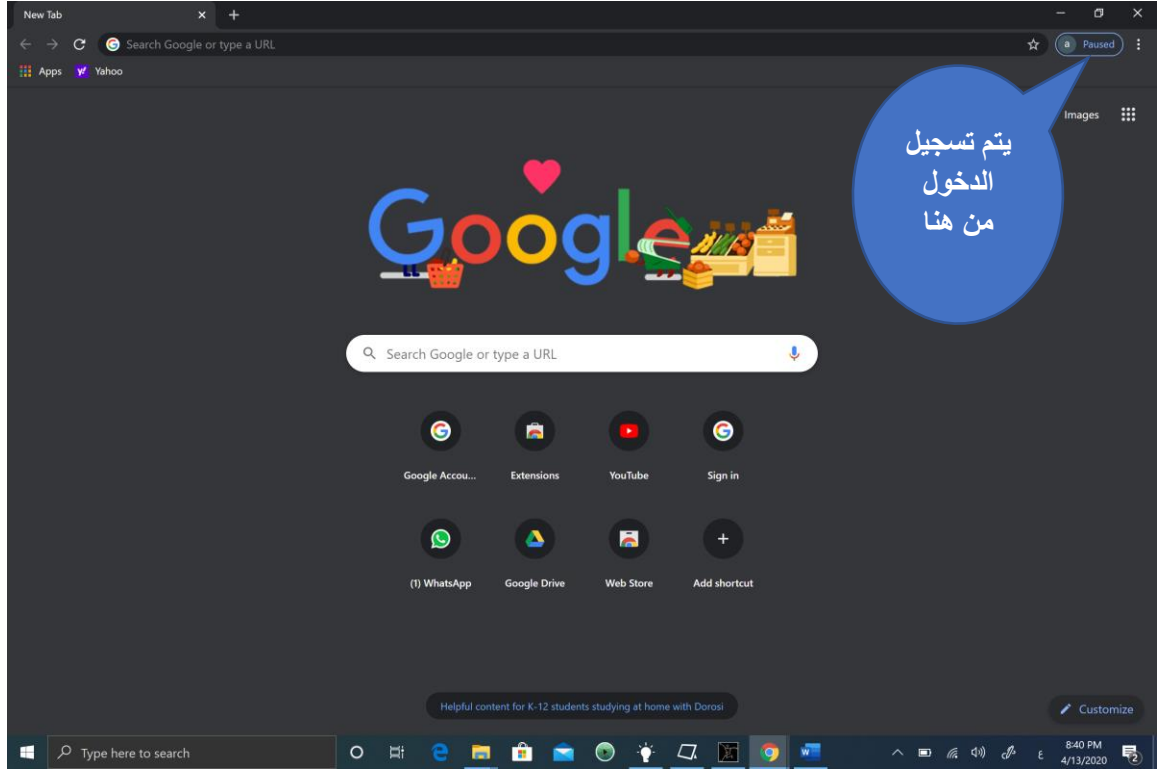 New Tab
Search Google or type a URL
a Paused
Apps
Yahoo
Images
يتم تسجيل
الدخول
من هنا
Google
Search Google or type a URL
Google Accou...
Extensions
YouTube
Sign in
(1) WhatsApp
Google Drive
Web Store
Add shortcut
Helpful content for K-12 students studying at home with Dorosi
Customize
Type here to search
ع
8:40 PM
4/13/2020
2